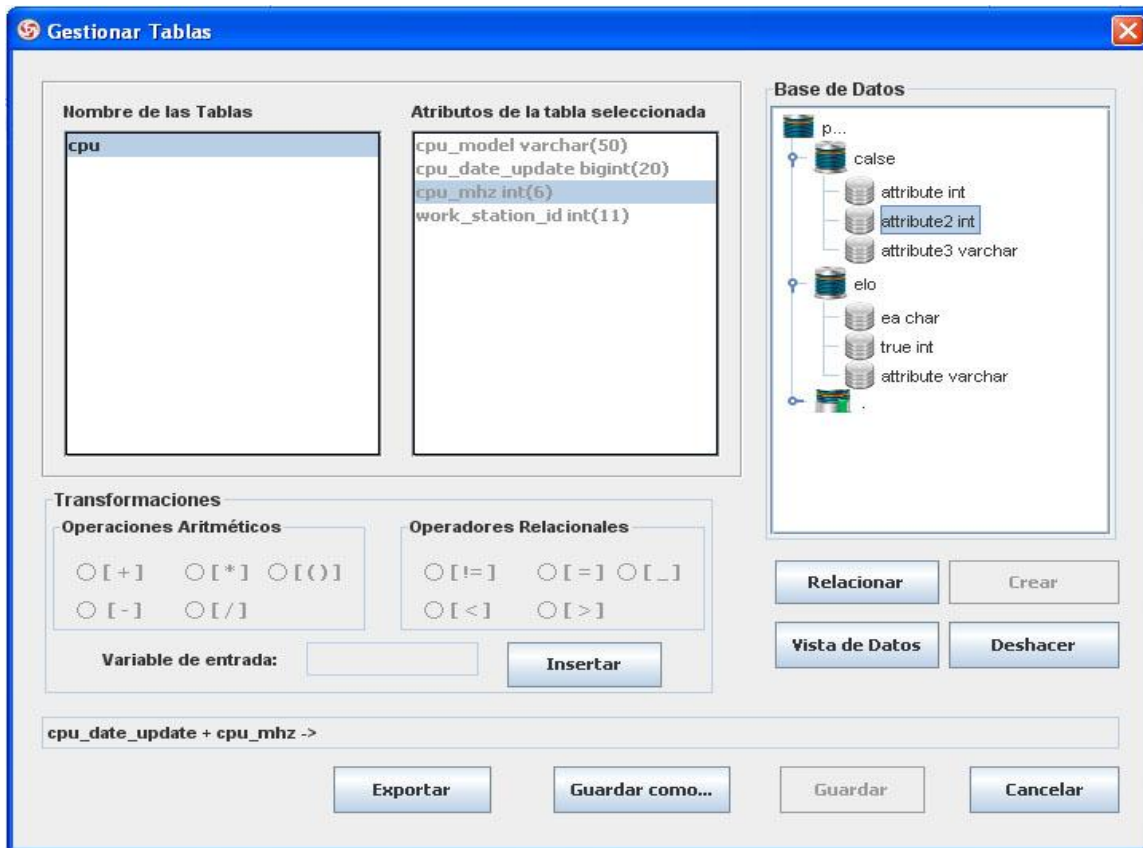 Gestionar Tablas
Nombre de las Tablas
cpu
Atributos de la tabla seleccionada
cpu_model varchar(50)
cpu_date_update bigint(20)
cpu_mhz int(6)
work_station_id int(11)
Base de Datos
p...
calse
attribute int
attribute2 int
attribute3 varchar
elo
ea char
true int
attribute varchar
.
Transformaciones
Operaciones Aritméticos
[+] [*] [()]
[-] [/]
Operadores Relacionales
[!=] [=] [_]
[<] [>]
Variable de entrada:
Insertar
Relacionar
Crear
Vista de Datos
Deshacer
cpu_date_update + cpu_mhz ->
Exportar
Guardar como...
Guardar
Cancelar